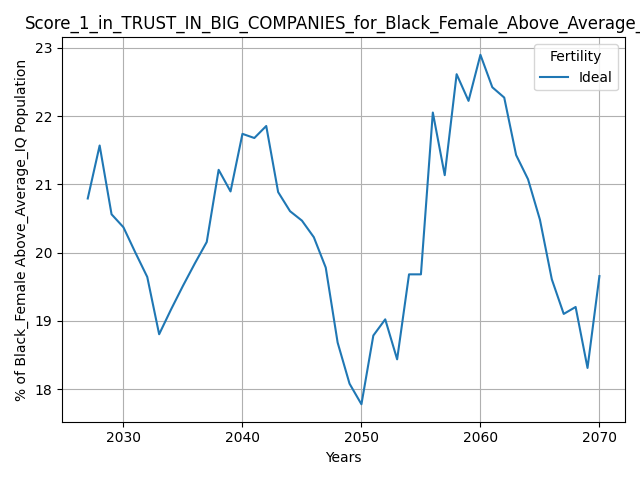 Score_1_in_TRUST_IN_BIG_COMPANIES_for_Black_Female_Above_Average_
% of Black_Female Above_Average_IQ Population
23
22
21
20
19
18
Fertility
Ideal
2030
2040
2050
2060
2070
Years